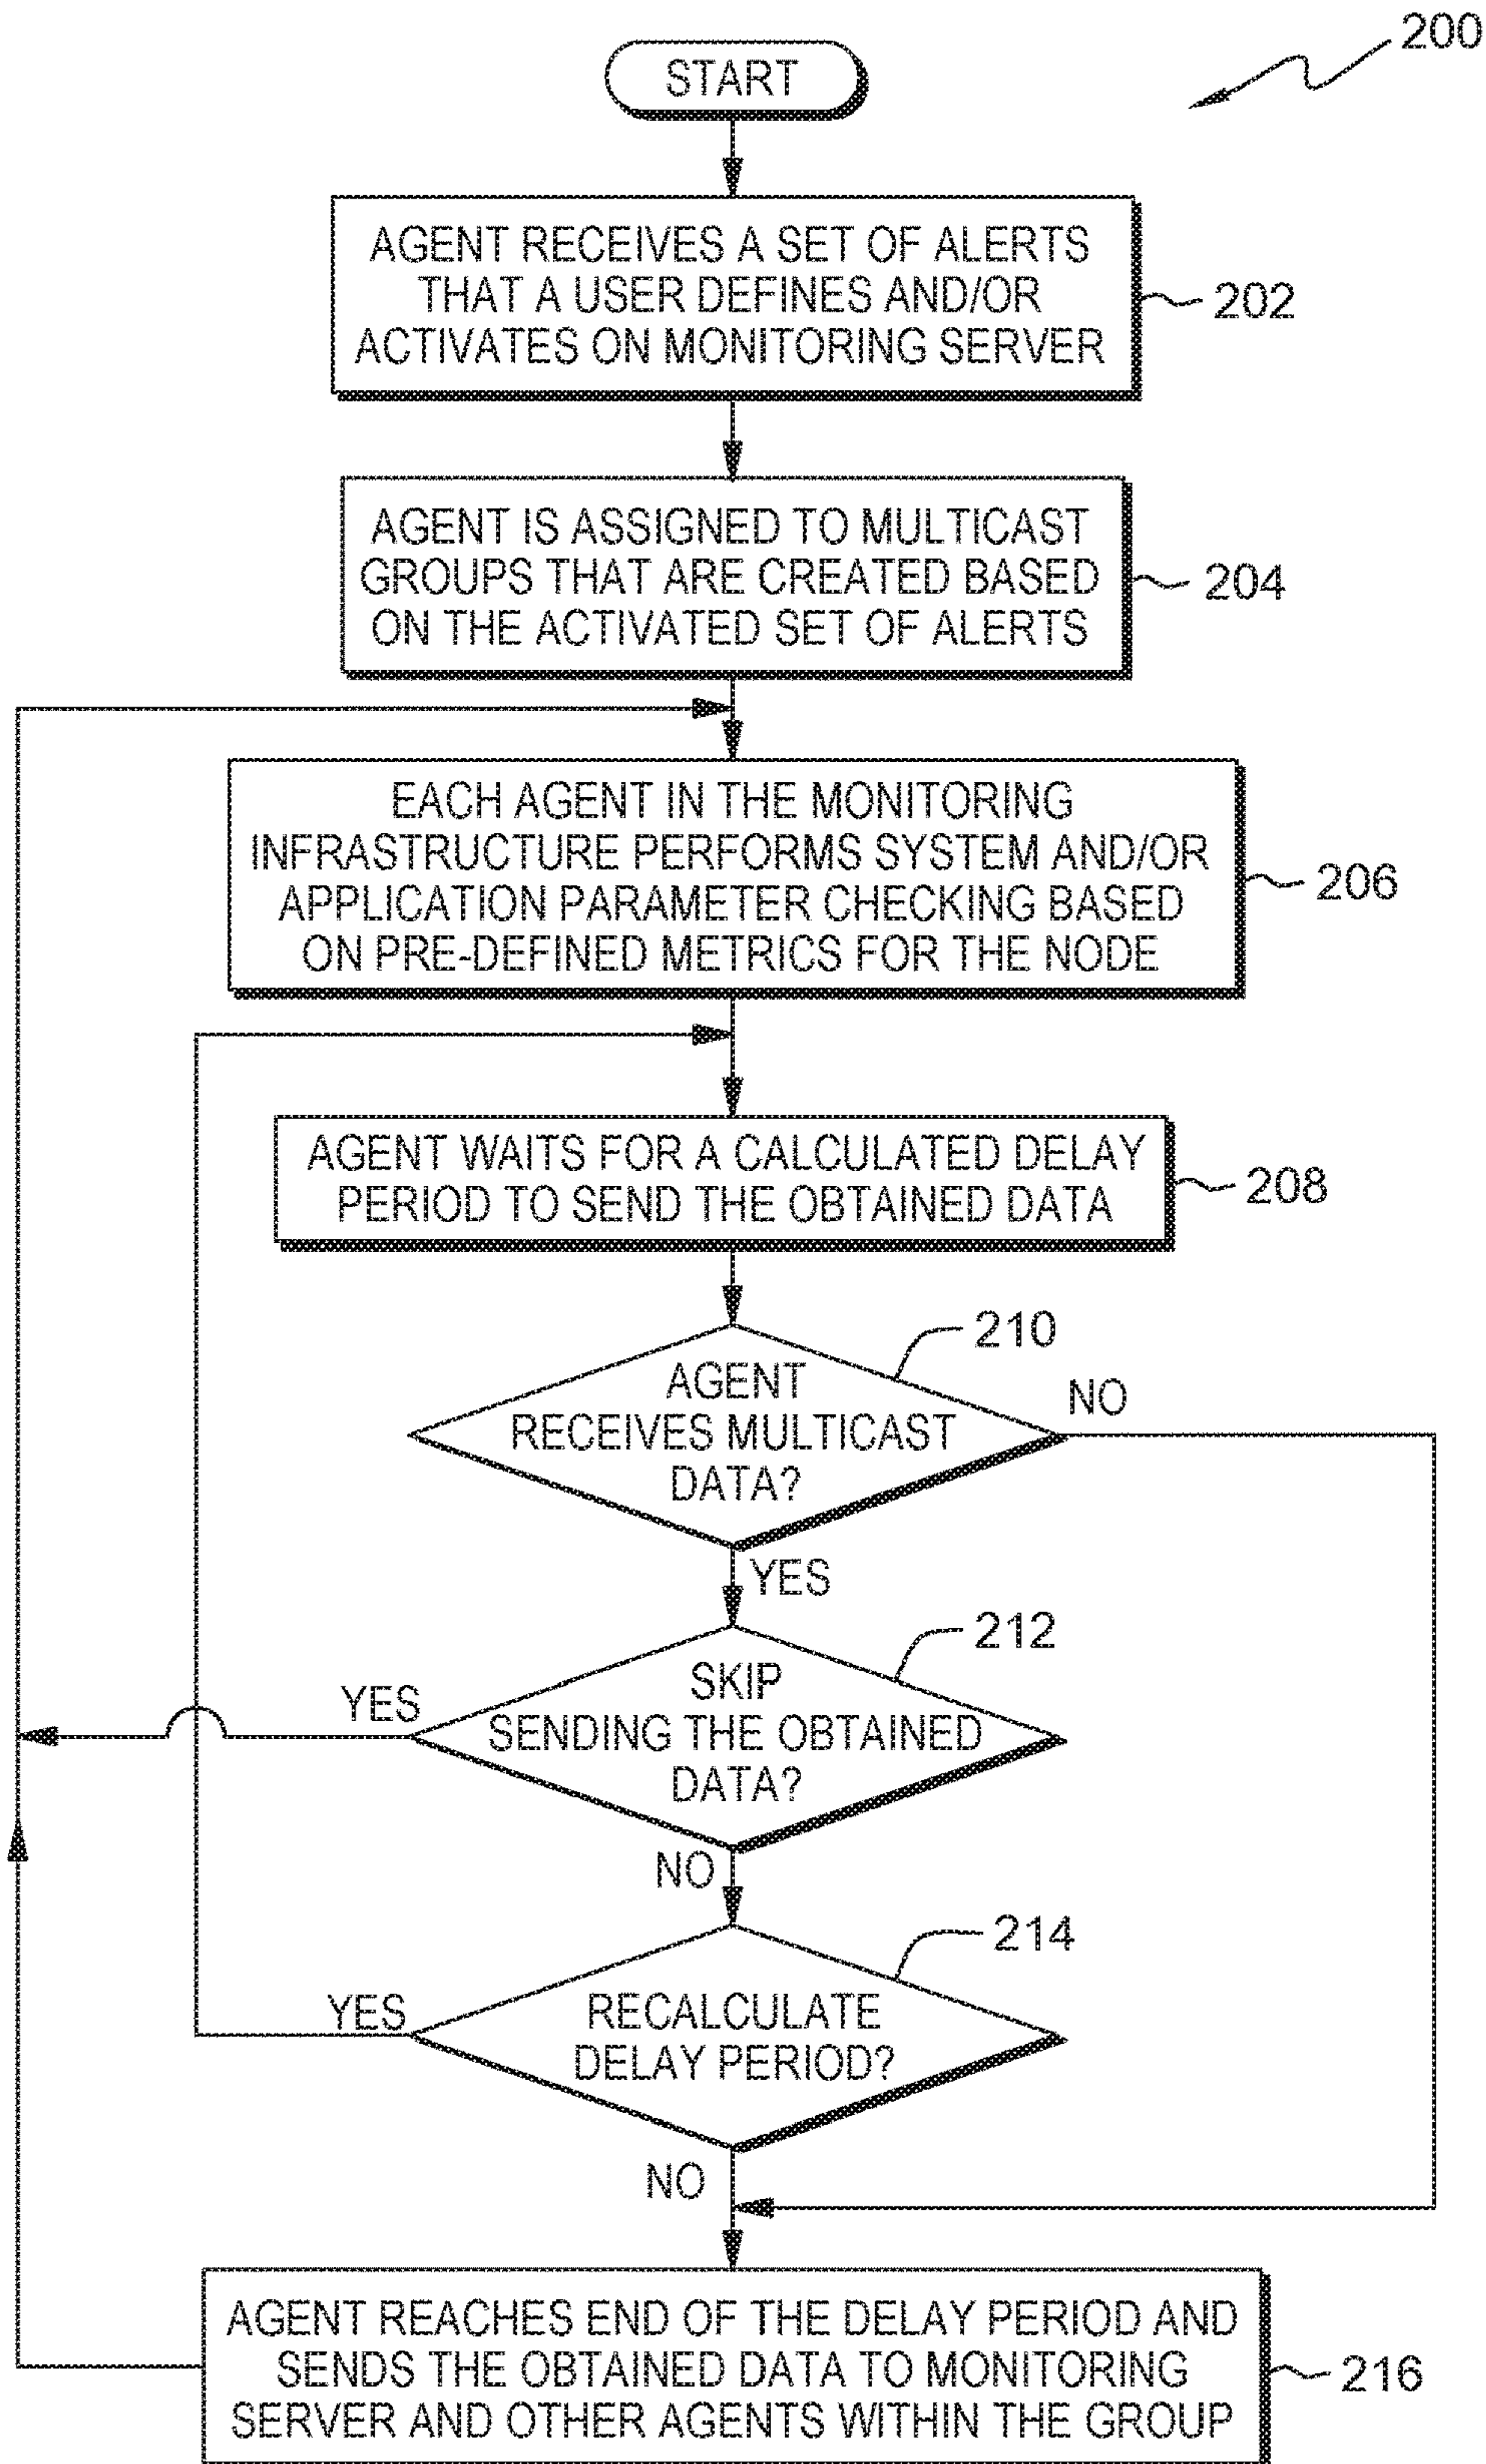 200
START
AGENT RECEIVES A SET OF ALERTS
THAT A USER DEFINES AND/OR
ACTIVATES ON MONITORING SERVER
202
AGENT IS ASSIGNED TO MULTICAST
GROUPS THAT ARE CREATED BASED
ON THE ACTIVATED SET OF ALERTS
204
EACH AGENT IN THE MONITORING
INFRASTRUCTURE PERFORMS SYSTEM AND/OR
APPLICATION PARAMETER CHECKING BASED
ON PRE-DEFINED METRICS FOR THE NODE
206
AGENT WAITS FOR A CALCULATED DELAY
PERIOD TO SEND THE OBTAINED DATA
208
210
AGENT
RECEIVES MULTICAST
DATA?
NO
YES
212
SKIP
SENDING THE OBTAINED
DATA?
YES
NO
214
RECALCULATE
DELAY PERIOD?
YES
NO
AGENT REACHES END OF THE DELAY PERIOD AND
SENDS THE OBTAINED DATA TO MONITORING
SERVER AND OTHER AGENTS WITHIN THE GROUP
216